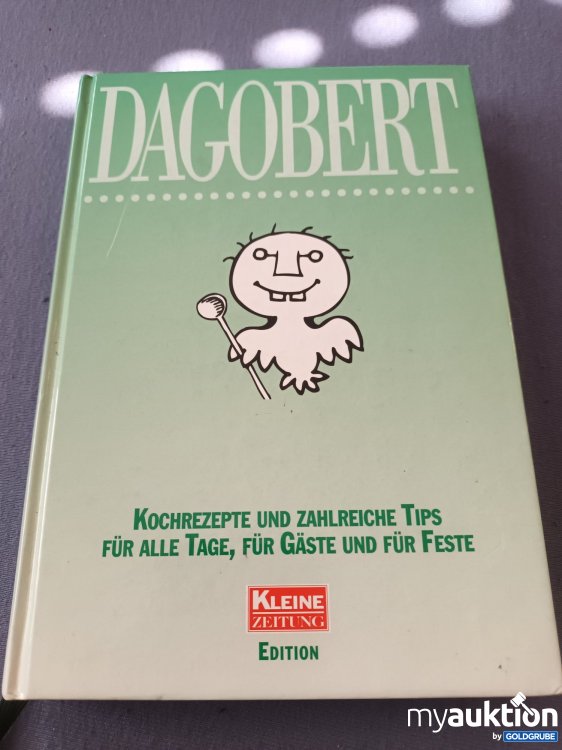 DAGOBERT
KOCHREZEPTE UND ZAHLREICHE TIPS
FÜR ALLE TAGE, FÜR GÄSTE UND FÜR FESTE
KLEINE
ZEITUNG
EDITION
myauktion
by GOLDGRUBE